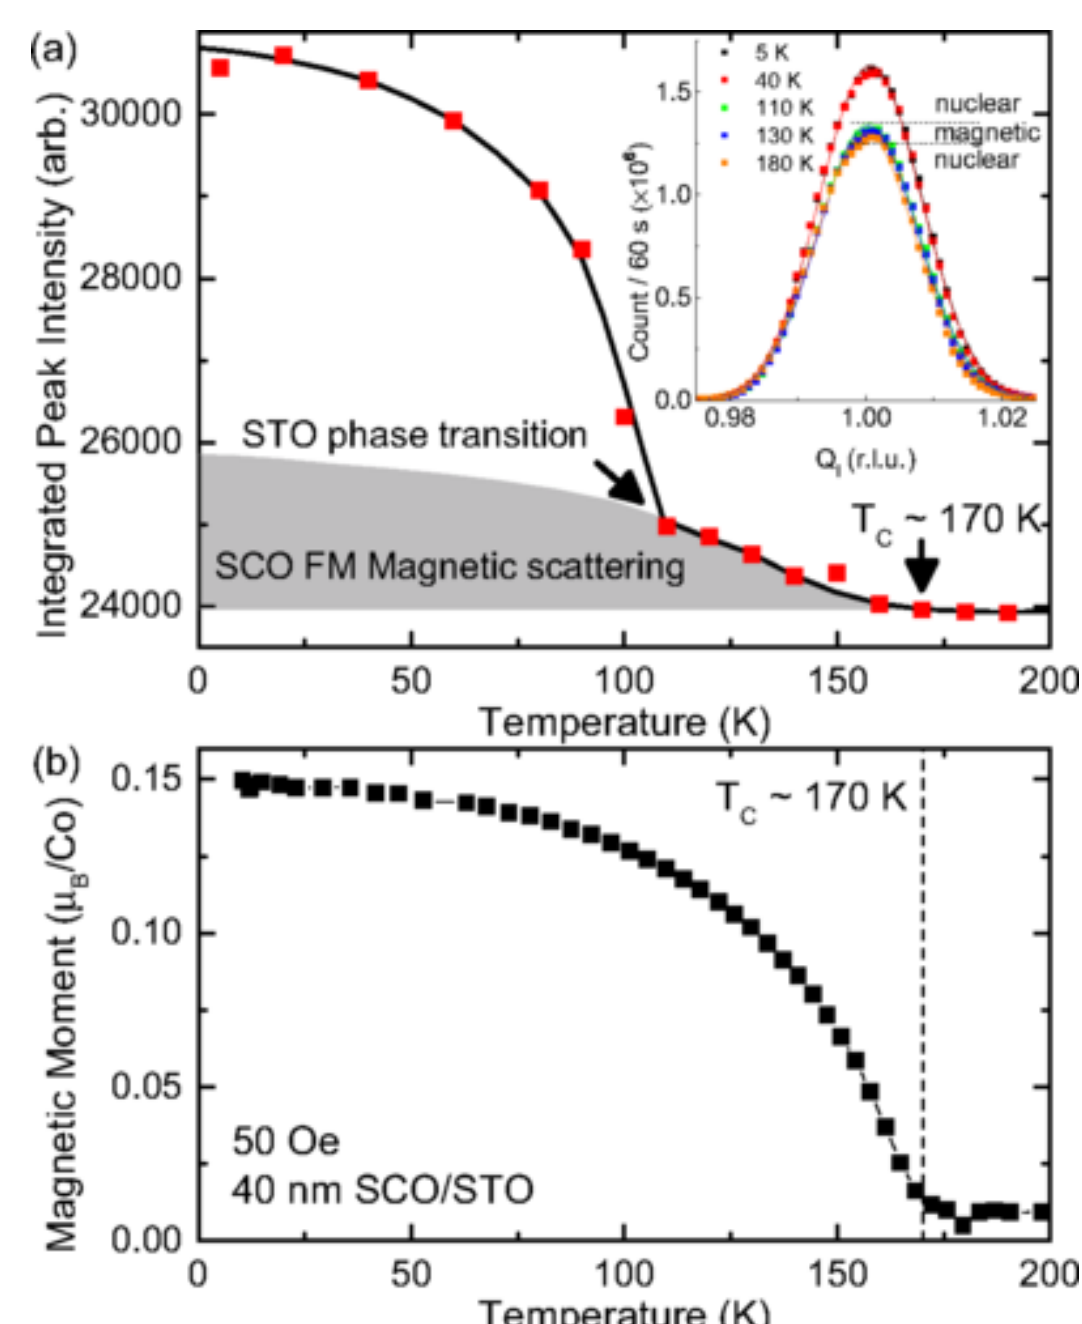 (a)
Integrated Peak Intensity (arb.)
30000
28000
26000
24000
5 K
40 K
110 K
130 K
180 K
nuclear
magnetic
nuclear
Count / 60 s (×10⁶)
1.5
1.0
0.5
0.0
0.98 1.00 1.02
Q_l (r.l.u.)
STO phase transition
T_C ~ 170 K
SCO FM Magnetic scattering
0 50 100 150 200
Temperature (K)
(b)
Magnetic Moment (μ_B/Co)
0.15
0.10
0.05
0.00
T_C ~ 170 K
50 Oe
40 nm SCO/STO
0 50 100 150 200
Temperature (K)